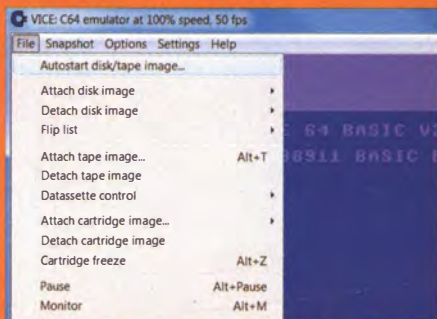 VICE: C64 emulator at 100% speed, 50 fps
File Snapshot Options Settings Help
Autostart disk/tape image...
Attach disk image
Detach disk image
Flip list
64 BASIC V
Attach tape image... Alt+T
38911 BASIC
Detach tape image
Datassette control
Attach cartridge image...
Detach cartridge image
Cartridge freeze Alt+Z
Pause Alt+Pause
Monitor Alt+M